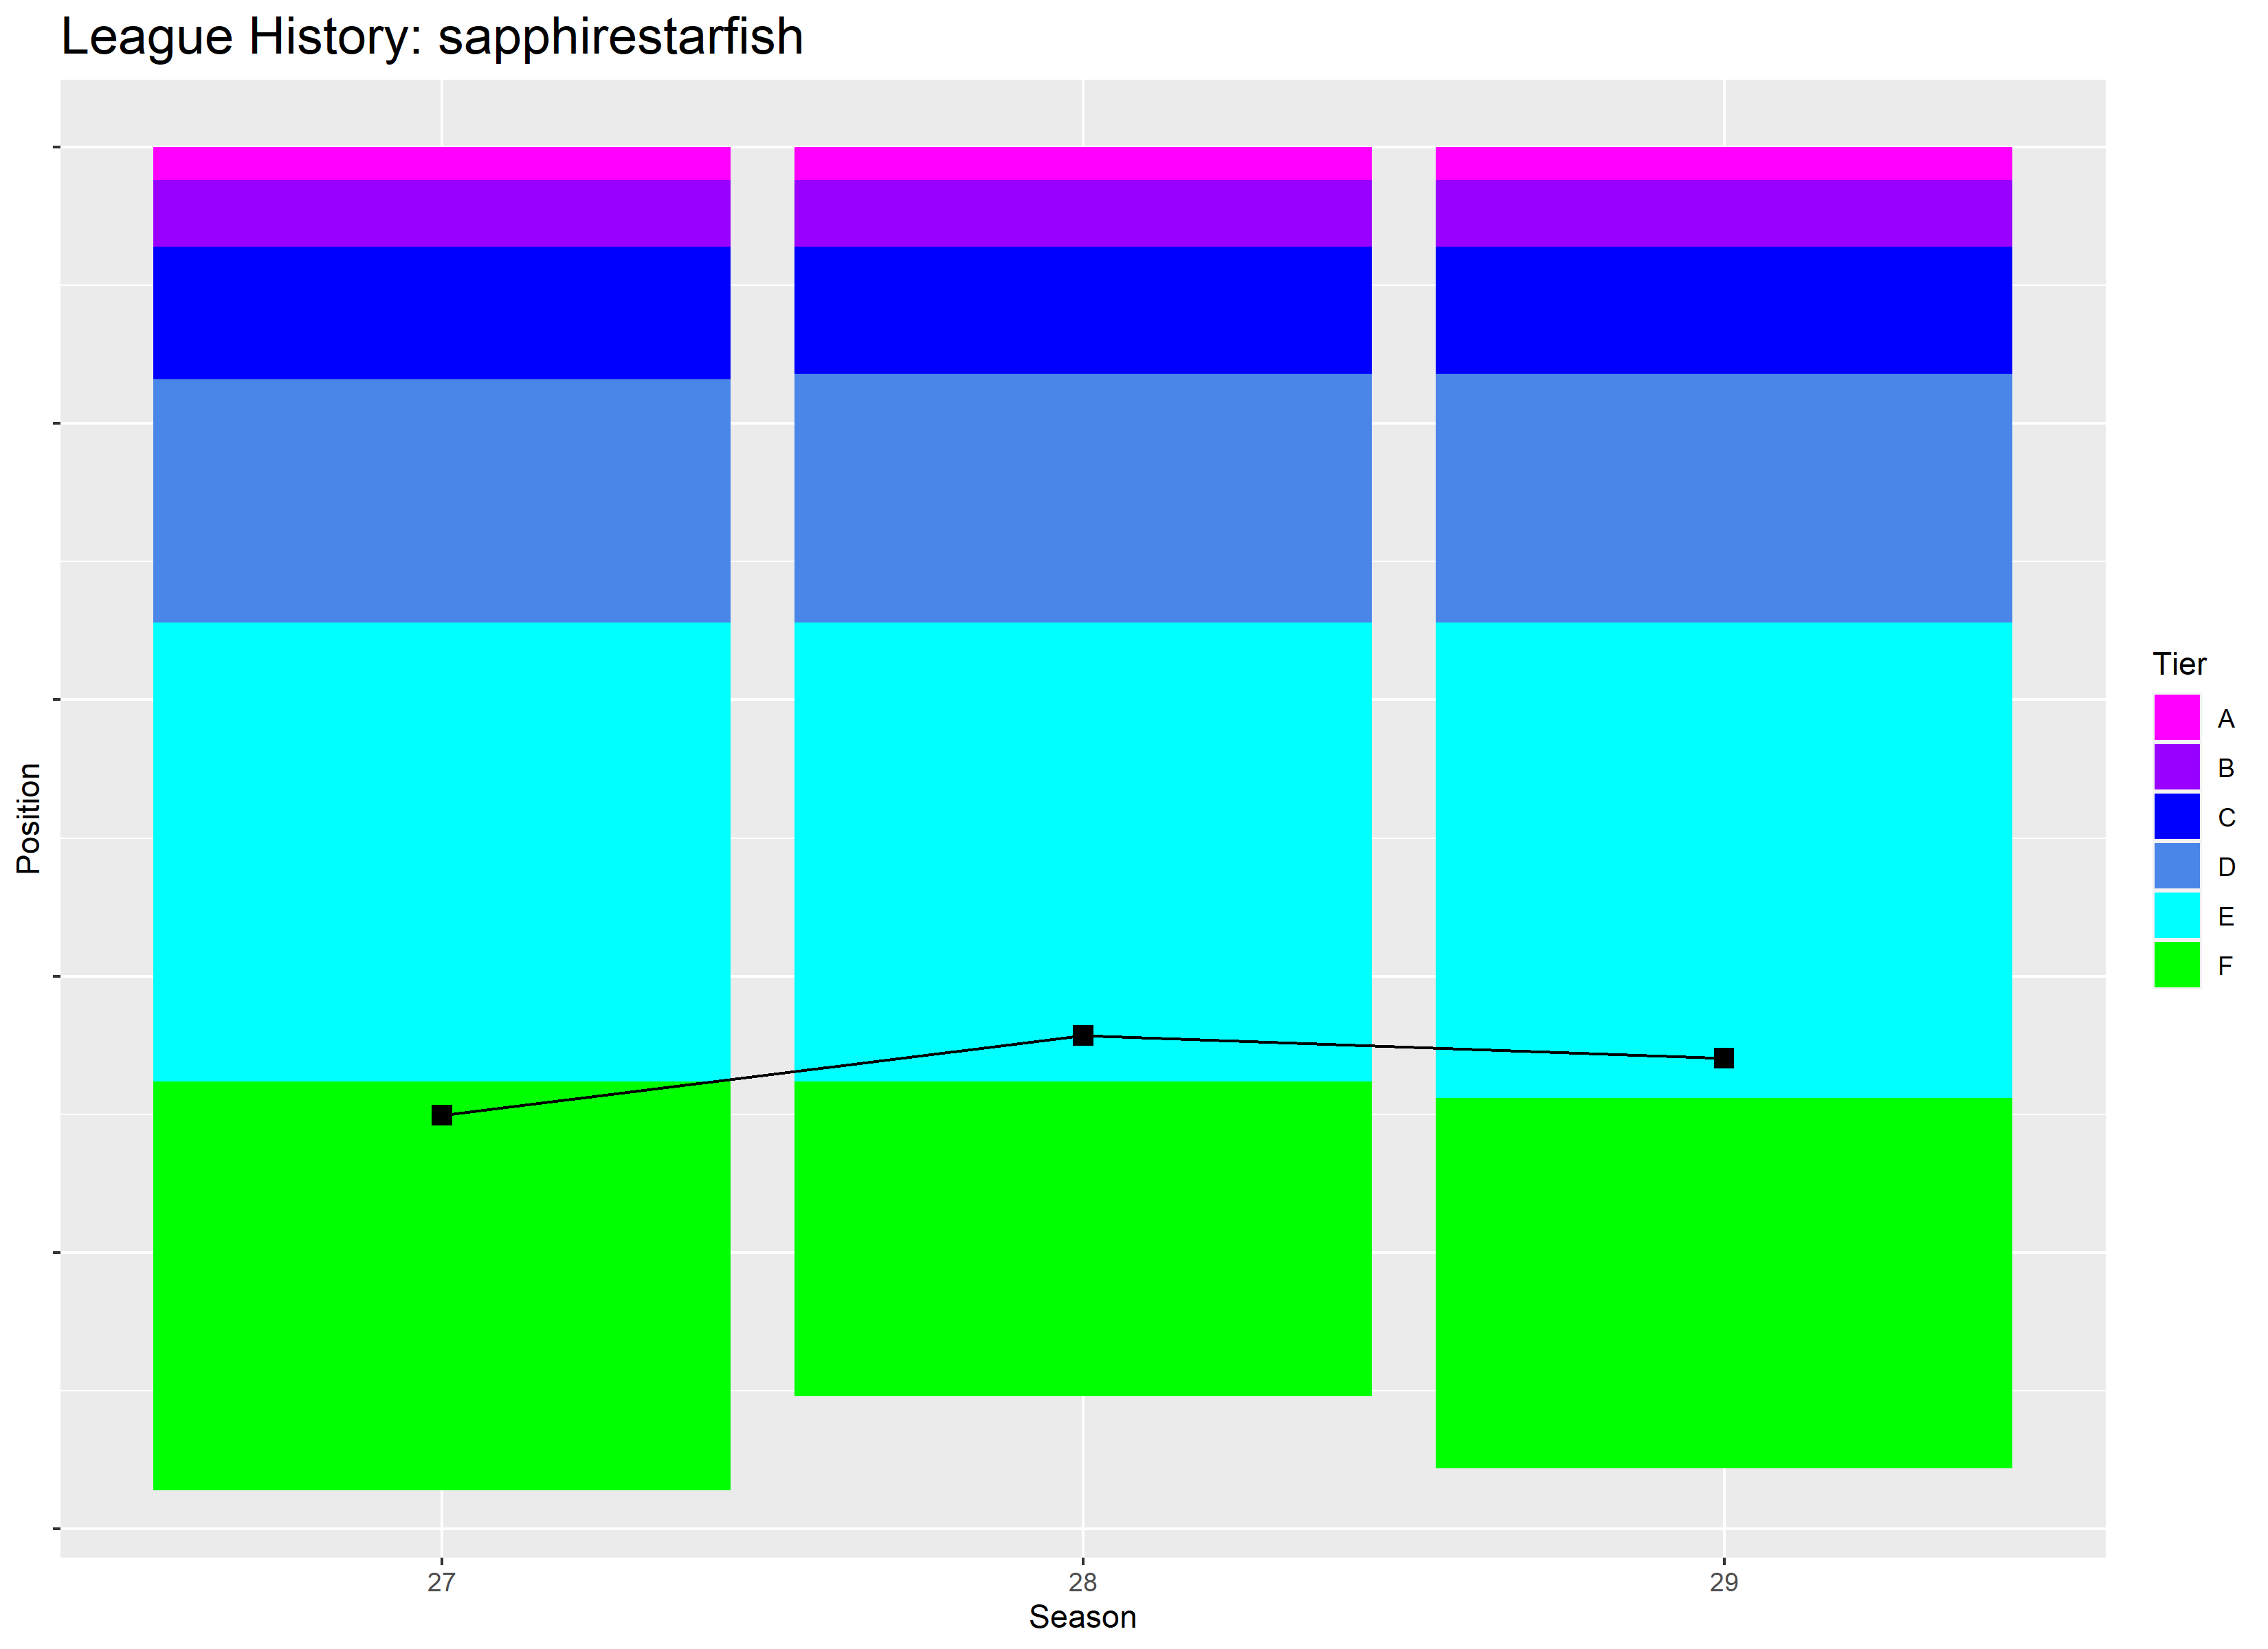 League History: sapphirestarfish
Position
Tier
A
B
C
D
E
F
27
28
29
Season